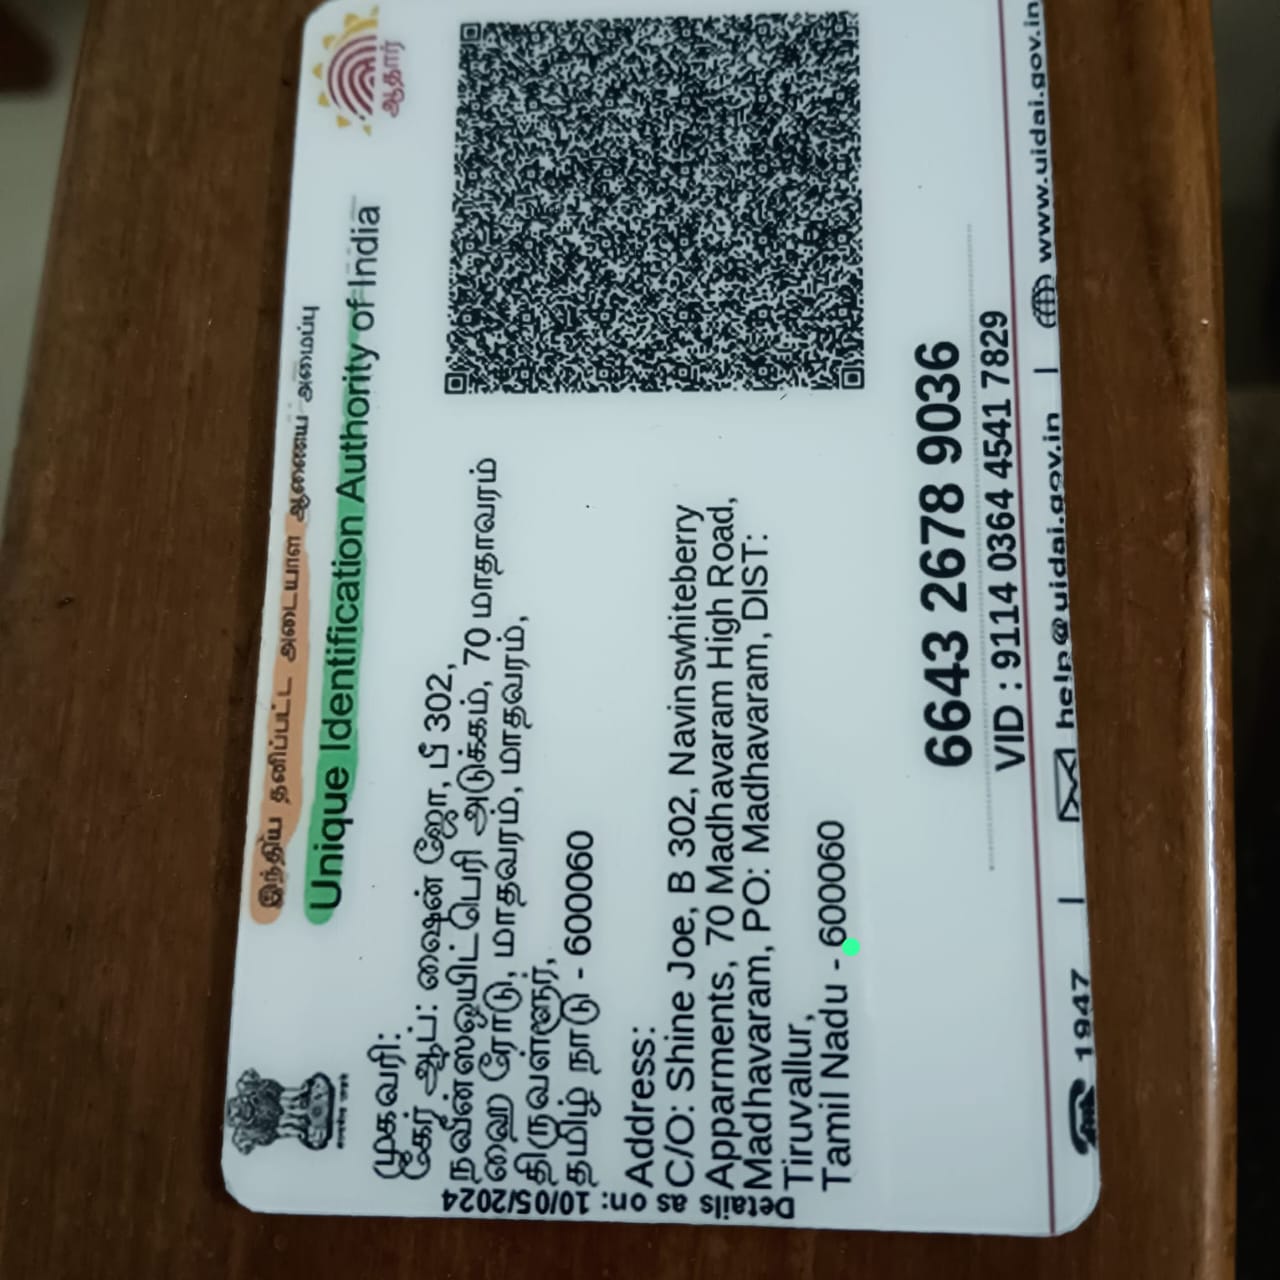 இந்திய தனிப்பட்ட அடையாள ஆணைய அமைப்பு
Unique Identification Authority of India
ஆதார்
Details as on: 10/05/2024
முகவரி:
கேர் ஆப்: ஷைன் ஜோ, பீ 302,
நவீன்ஸ்ஒயிட்பெரி அடுக்கம், 70 மாதாவரம்
ஹை ரோடு, மாதவரம், மாதவரம்,
திருவள்ளூர்,
தமிழ் நாடு - 600060
Address:
C/O: Shine Joe, B 302, Navinswhiteberry
Apparments, 70 Madhavaram High Road,
Madhavaram, PO: Madhavaram, DIST:
Tiruvallur,
Tamil Nadu - 600060
6643 2678 9036
VID : 9114 0364 4541 7829
1947 | help@uidai.gov.in | www.uidai.gov.in